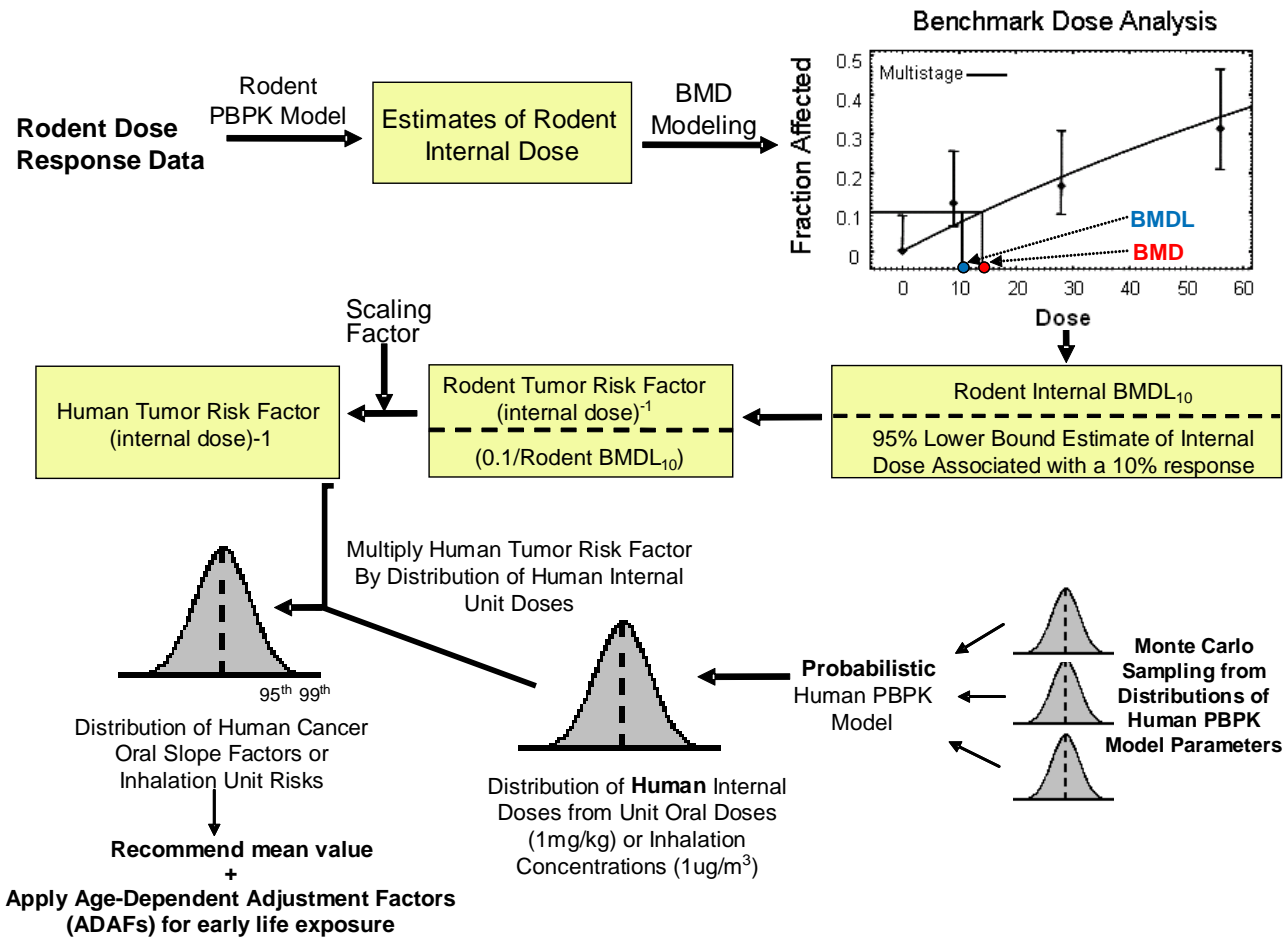 Benchmark Dose Analysis
Rodent Dose
Response Data
Rodent
PBPK Model
Estimates of Rodent
Internal Dose
BMD
Modeling
Fraction Affected
0.5
0.4
0.3
0.2
0.1
0
Multistage
BMDL
BMD
0 10 20 30 40 50 60
Dose
Scaling
Factor
Human Tumor Risk Factor
(internal dose)-1
Rodent Tumor Risk Factor
(internal dose)⁻¹
(0.1/Rodent BMDL₁₀)
Rodent Internal BMDL₁₀
95% Lower Bound Estimate of Internal
Dose Associated with a 10% response
Multiply Human Tumor Risk Factor
By Distribution of Human Internal
Unit Doses
95ᵗʰ 99ᵗʰ
Distribution of Human Cancer
Oral Slope Factors or
Inhalation Unit Risks
Recommend mean value
+
Apply Age-Dependent Adjustment Factors
(ADAFs) for early life exposure
Distribution of Human Internal
Doses from Unit Oral Doses
(1mg/kg) or Inhalation
Concentrations (1ug/m³)
Probabilistic
Human PBPK
Model
Monte Carlo
Sampling from
Distributions of
Human PBPK
Model Parameters